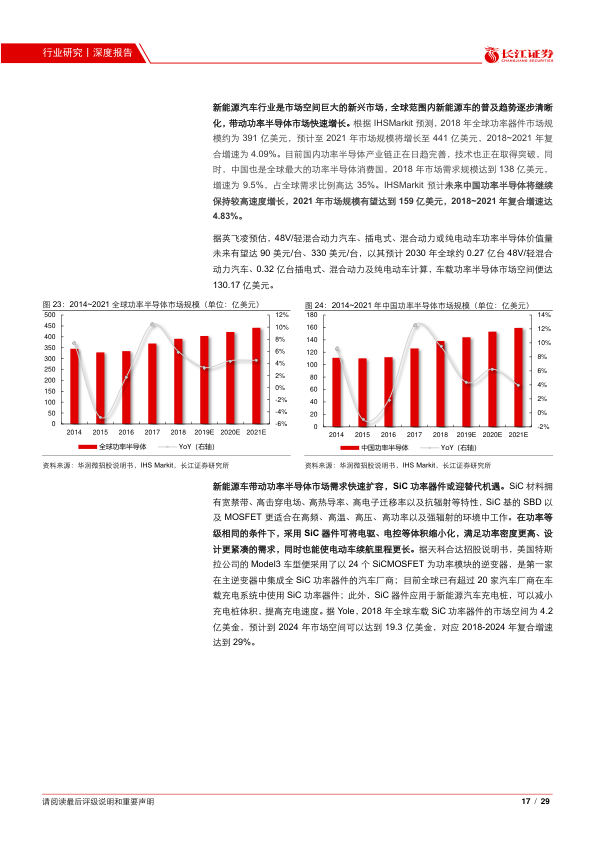 行业研究丨深度报告
长江证券
CHANGJIANG SECURITIES
新能源汽车行业是市场空间巨大的新兴市场，全球范围内新能源车的普及趋势逐步清晰
化，带动功率半导体市场快速增长。根据 IHSMarkit 预测，2018 年全球功率器件市场规
模约为 391 亿美元，预计至 2021 年市场规模将增长至 441 亿美元，2018~2021 年复
合增速为 4.09%。目前国内功率半导体产业链正在日趋完善，技术也正在取得突破，同
时，中国也是全球最大的功率半导体消费国，2018 年市场需求规模达到 138 亿美元，
增速为 9.5%，占全球需求比例高达 35%。IHSMarkit 预计未来中国功率半导体将继续
保持较高速度增长，2021 年市场规模有望达到 159 亿美元，2018~2021 年复合增速达
4.83%。
据英飞凌预估，48V/轻混合动力汽车、插电式、混合动力或纯电动车功率半导体价值量
未来有望达 90 美元/台、330 美元/台，以其预计 2030 年全球约 0.27 亿台 48V/轻混合
动力汽车、0.32 亿台插电式、混合动力及纯电动车计算，车载功率半导体市场空间便达
130.17 亿美元。
图 23：2014~2021 全球功率半导体市场规模（单位：亿美元）
500
450
400
350
300
250
200
150
100
50
0
12%
10%
8%
6%
4%
2%
0%
-2%
-4%
-6%
2014 2015 2016 2017 2018 2019E 2020E 2021E
全球功率半导体 YoY（右轴）
资料来源：华润微招股说明书，IHS Markit，长江证券研究所
图 24：2014~2021 年中国功率半导体市场规模（单位：亿美元）
180
160
140
120
100
80
60
40
20
0
14%
12%
10%
8%
6%
4%
2%
0%
-2%
2014 2015 2016 2017 2018 2019E 2020E 2021E
中国功率半导体 YoY（右轴）
资料来源：华润微招股说明书，IHS Markit，长江证券研究所
新能源车带动功率半导体市场需求快速扩容，SiC 功率器件或迎替代机遇。SiC 材料拥
有宽禁带、高击穿电场、高热导率、高电子迁移率以及抗辐射等特性，SiC 基的 SBD 以
及 MOSFET 更适合在高频、高温、高压、高功率以及强辐射的环境中工作。在功率等
级相同的条件下，采用 SiC 器件可将电驱、电控等体积缩小化，满足功率密度更高、设
计更紧凑的需求，同时也能使电动车续航里程更长。据天科合达招股说明书，美国特斯
拉公司的 Model3 车型便采用了以 24 个 SiCMOSFET 为功率模块的逆变器，是第一家
在主逆变器中集成全 SiC 功率器件的汽车厂商；目前全球已有超过 20 家汽车厂商在车
载充电系统中使用 SiC 功率器件；此外，SiC 器件应用于新能源汽车充电桩，可以减小
充电桩体积，提高充电速度。据 Yole，2018 年全球车载 SiC 功率器件的市场空间为 4.2
亿美金，预计到 2024 年市场空间可以达到 19.3 亿美金，对应 2018-2024 年复合增速
达到 29%。
请阅读最后评级说明和重要声明
17 / 29